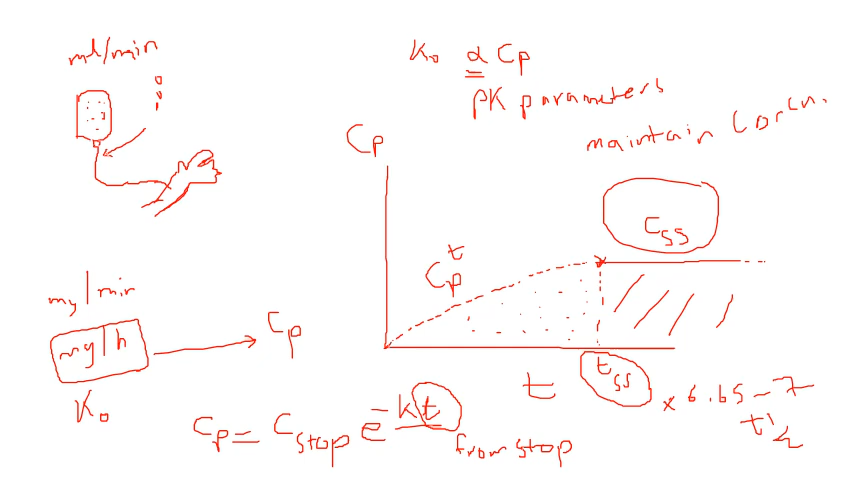 ml/min
K₀ α Cp
PK parameters
maintain Concn.
Cp
Css
Cpᵗ
mg/min
mg/h
Cp
K₀
t
tss
× 6.65 – 7
t½
Cp = Cstop e⁻ᴷᵗ
from stop